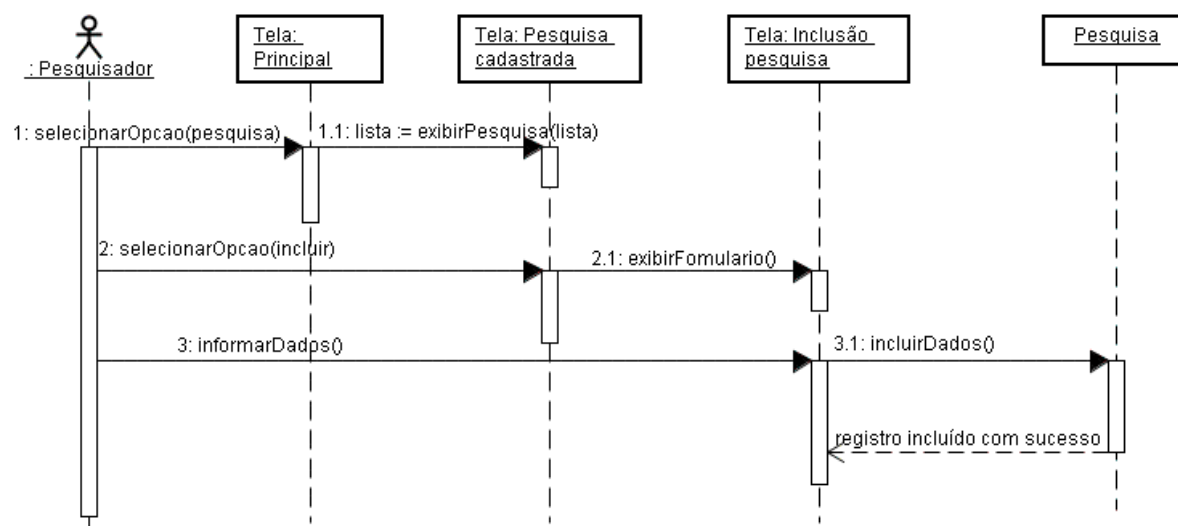 Tela:
Principal
Tela: Pesquisa
cadastrada
Tela: Inclusão
pesquisa
Pesquisa
: Pesquisador
1: selecionarOpcao(pesquisa)
1.1: lista := exibirPesquisa(lista)
2: selecionarOpcao(incluir)
2.1: exibirFomulario()
3: informarDados()
3.1: incluirDados()
registro incluído com sucesso